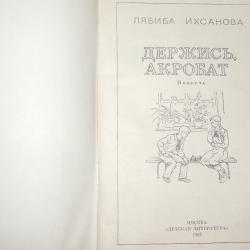 ЛЯБИБА ИХСАНОВА
ДЕРЖИСЬ,
АКРОБАТ
Повесть
МОСКВА
«ДЕТСКАЯ ЛИТЕРАТУРА»